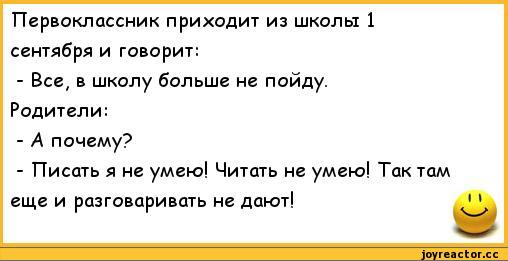 Первоклассник приходит из школы 1
сентября и говорит:
- Все, в школу больше не пойду.
Родители:
- А почему?
- Писать я не умею! Читать не умею! Так там
еще и разговаривать не дают!
joyreactor.cc